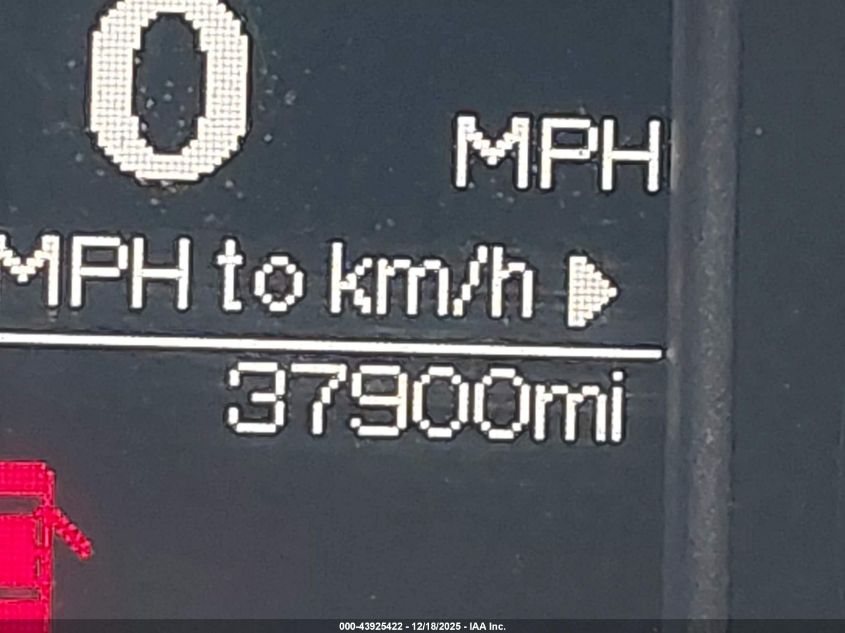 0
MPH
MPH to km/h
37900mi
000-43925422 - 12/18/2025 - IAA Inc.